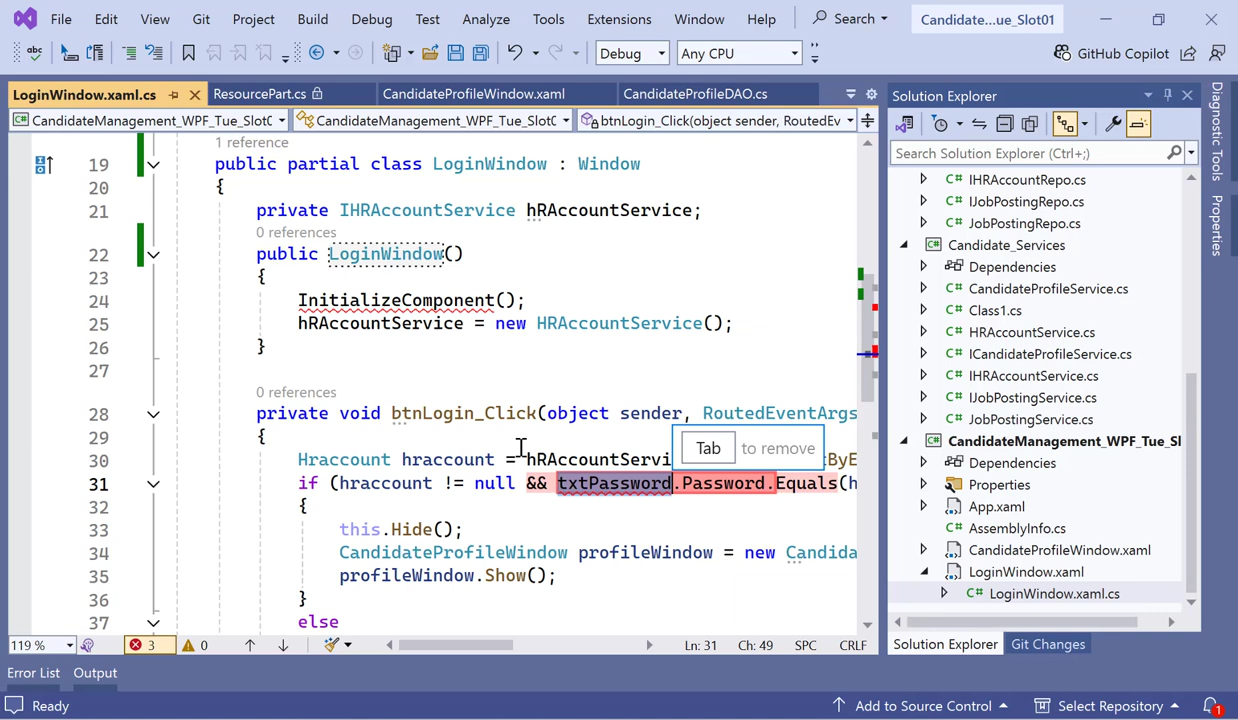 File Edit View Git Project Build Debug Test Analyze Tools Extensions Window Help Search Candidate...ue_Slot01
abc Debug Any CPU GitHub Copilot
LoginWindow.xaml.cs ResourcePart.cs CandidateProfileWindow.xaml CandidateProfileDAO.cs
CandidateManagement_WPF_Tue_SlotC CandidateManagement_WPF_Tue_SlotC btnLogin_Click(object sender, RoutedEv
1 reference
19 public partial class LoginWindow : Window
20 {
21 private IHRAccountService hRAccountService;
0 references
22 public LoginWindow()
23 {
24 InitializeComponent();
25 hRAccountService = new HRAccountService();
26 }
27
0 references
28 private void btnLogin_Click(object sender, RoutedEventArgs
29 {
Tab to remove
30 Hraccount hraccount = hRAccountServi
31 if (hraccount != null && txtPassword.Password.Equals(h
32 {
33 this.Hide();
34 CandidateProfileWindow profileWindow = new Candida
35 profileWindow.Show();
36 }
37 else
119 % 3 0 Ln: 31 Ch: 49 SPC CRLF
Solution Explorer
Search Solution Explorer (Ctrl+;)
C# IHRAccountRepo.cs
C# IJobPostingRepo.cs
C# JobPostingRepo.cs
C# Candidate_Services
Dependencies
C# CandidateProfileService.cs
C# Class1.cs
C# HRAccountService.cs
C# ICandidateProfileService.cs
C# IHRAccountService.cs
C# IJobPostingService.cs
C# JobPostingService.cs
CandidateManagement_WPF_Tue_Sl
Dependencies
Properties
App.xaml
C# AssemblyInfo.cs
CandidateProfileWindow.xaml
LoginWindow.xaml
C# LoginWindow.xaml.cs
Solution Explorer Git Changes
Diagnostic Tools
Properties
Error List Output
Ready Add to Source Control Select Repository 1